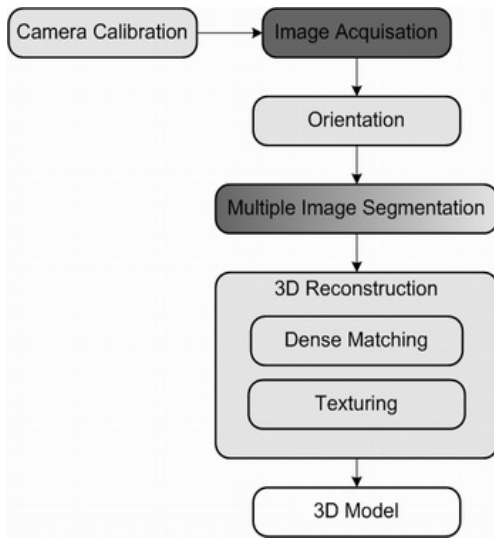 Camera Calibration
Image Acquisation
Orientation
Multiple Image Segmentation
3D Reconstruction
Dense Matching
Texturing
3D Model